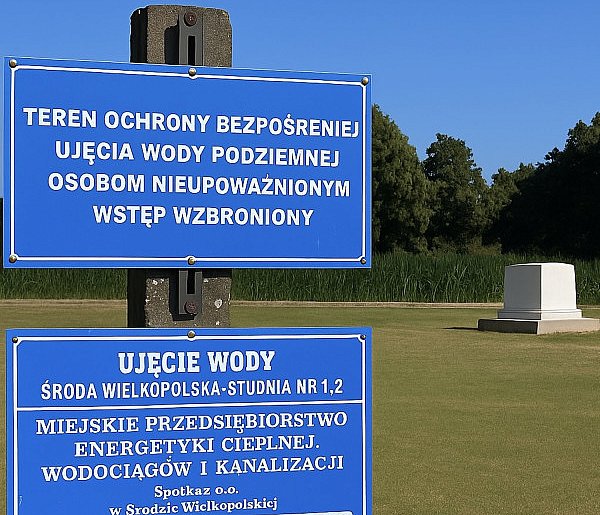 TEREN OCHRONY BEZPOŚRENIEJ
UJĘCIA WODY PODZIEMNEJ
OSOBOM NIEUPOWAŻNIONYM
WSTĘP WZBRONIONY
UJĘCIE WODY
ŚRODA WIELKOPOLSKA-STUDNIA NR 1,2
MIEJSKIE PRZEDSIĘBIORSTWO
ENERGETYKI CIEPLNEJ.
WODOCIĄGÓW I KANALIZACJI
Spotkaz o.o.
w Środzie Wielkopolskiej